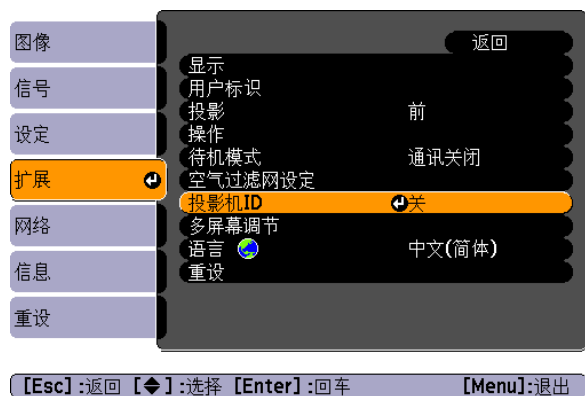 图像
信号
设定
扩展
网络
信息
重设
返回
显示
用户标识
投影 前
操作
待机模式 通讯关闭
空气过滤网设定
投影机ID 关
多屏幕调节
语言 中文(简体)
重设
[Esc]:返回 [◆]:选择 [Enter]:回车 [Menu]:退出